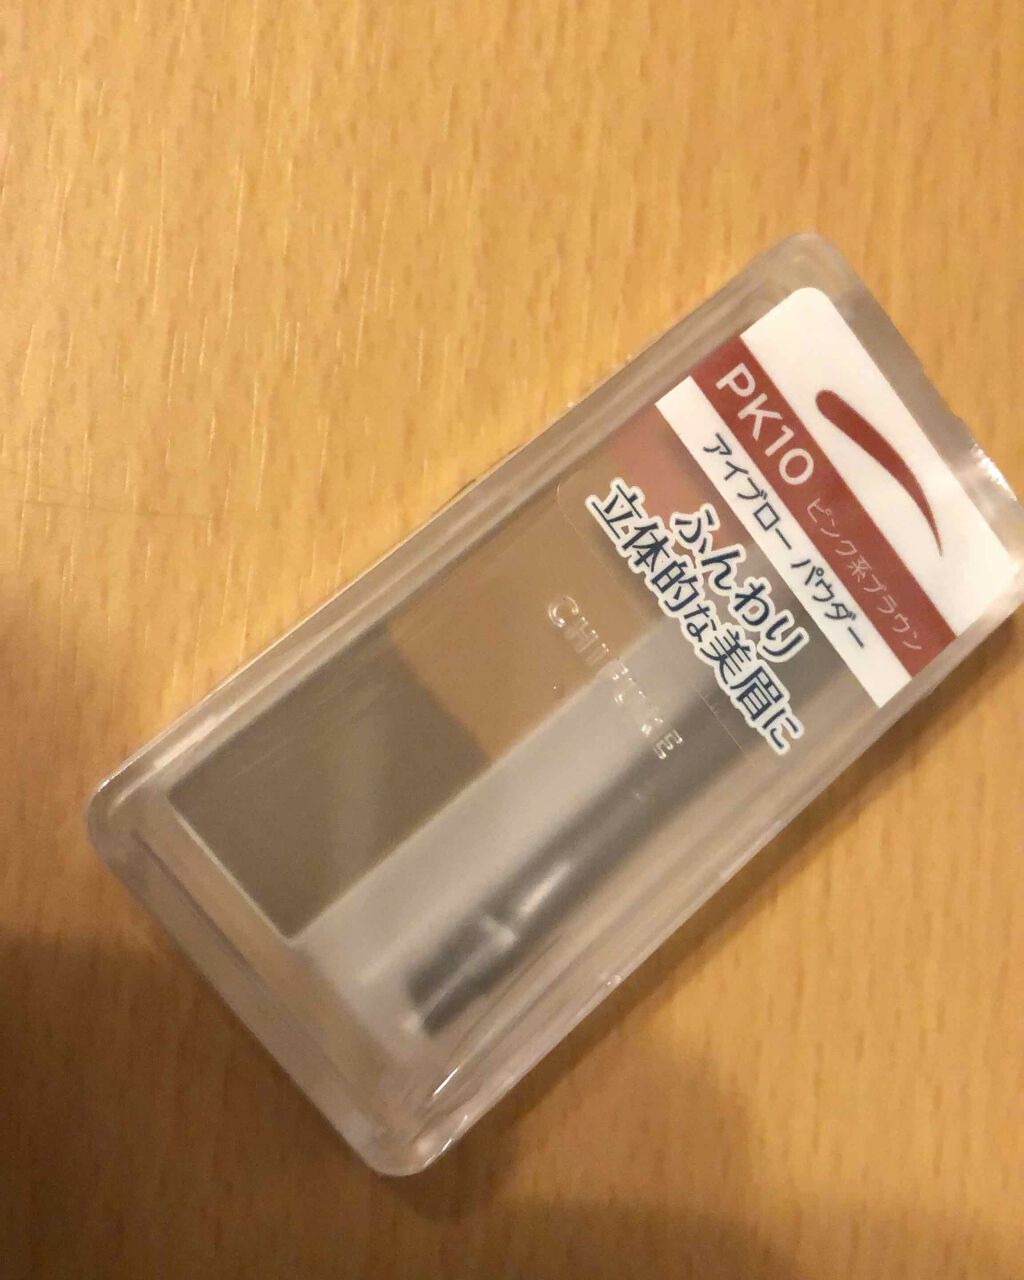 PK10 ピンク系ブラウン
アイブロー パウダー
ふんわり
立体的な美眉に
CHIFURE